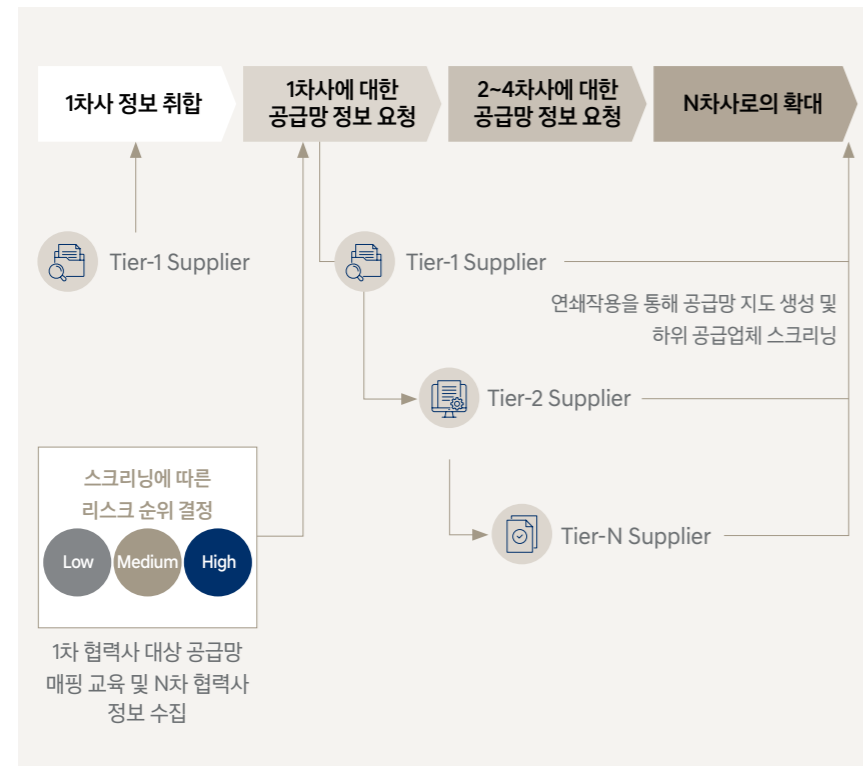 1차사 정보 취합
1차사에 대한
공급망 정보 요청
2~4차사에 대한
공급망 정보 요청
N차사로의 확대
Tier-1 Supplier
Tier-1 Supplier
연쇄작용을 통해 공급망 지도 생성 및
하위 공급업체 스크리닝
Tier-2 Supplier
스크리닝에 따른
리스크 순위 결정
Low
Medium
High
Tier-N Supplier
1차 협력사 대상 공급망
매핑 교육 및 N차 협력사
정보 수집